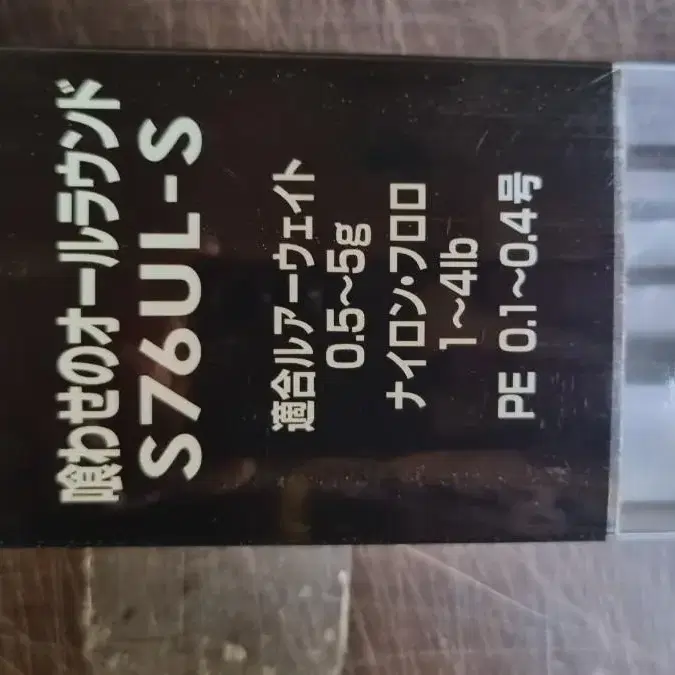 喰わせのオールラウンド
S76UL-S
適合ルアーウェイト
0.5~5g
ナイロン・フロロ
1~4lb
PE 0.1~0.4号